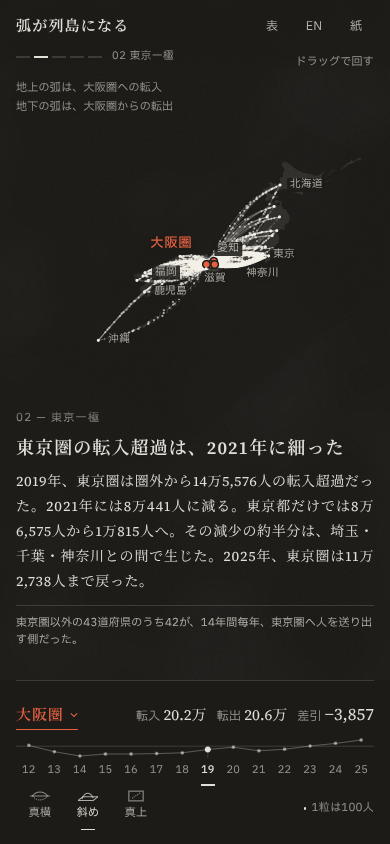 弧が列島になる 表 EN 紙
02 東京一極 ドラッグで回す
地上の弧は、大阪圏への転入
地下の弧は、大阪圏からの転出
北海道
大阪圏 愛知
東京
福岡 滋賀 神奈川
鹿児島
沖縄
02 — 東京一極
東京圏の転入超過は、2021年に細った
2019年、東京圏は圏外から14万5,576人の転入超過だっ
た。2021年には8万441人に減る。東京都だけでは8万
6,575人から1万815人へ。その減少の約半分は、埼玉・
千葉・神奈川との間で生じた。2025年、東京圏は11万
2,738人まで戻った。
東京圏以外の43道府県のうち42が、14年間毎年、東京圏へ人を送り出
す側だった。
大阪圏 転入 20.2万 転出 20.6万 差引 −3,857
12 13 14 15 16 17 18 19 20 21 22 23 24 25
真横 斜め 真上 1粒は100人